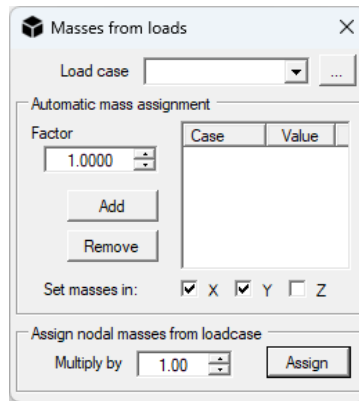 Masses from loads
Load case
...
Automatic mass assignment
Factor
Case Value
1.0000
Add
Remove
Set masses in: X Y Z
Assign nodal masses from loadcase
Multiply by 1.00 Assign